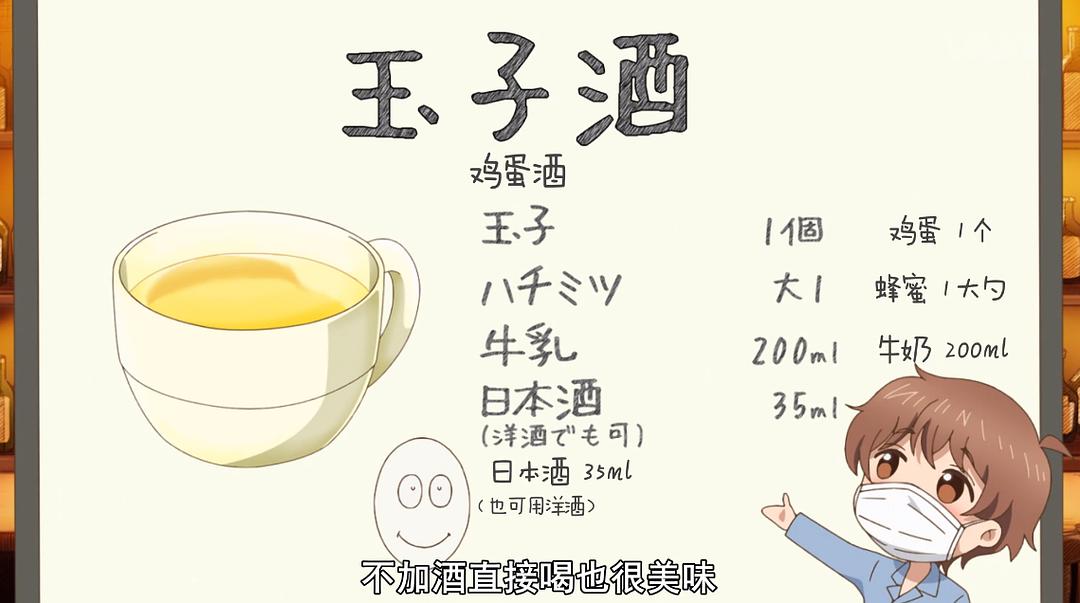 玉子酒
鸡蛋酒
玉子 1個 鸡蛋 1个
ハチミツ 大1 蜂蜜 1大勺
牛乳 200ml 牛奶 200ml
日本酒 35ml
(洋酒でも可)
日本酒 35ml
(也可用洋酒)
不加酒直接喝也很美味